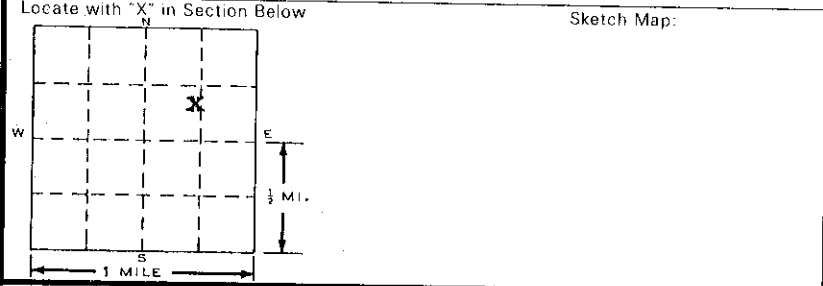 Locate with "X" in Section Below
Sketch Map:
N
X
W
E
½ MI.
S
1 MILE